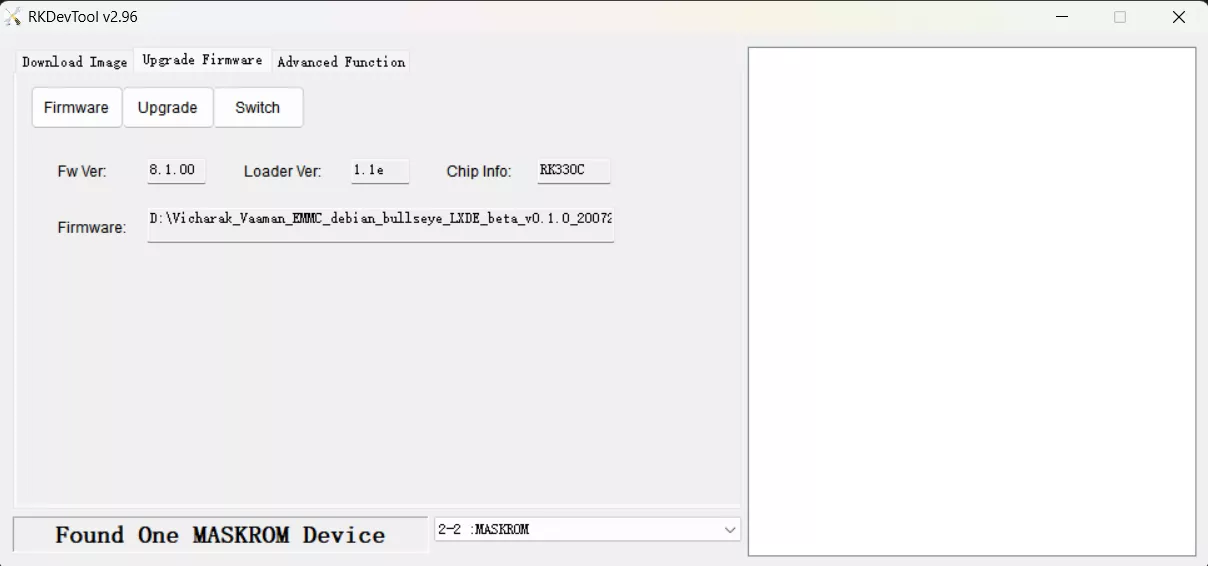 RKDevTool v2.96
Download Image Upgrade Firmware Advanced Function
Firmware Upgrade Switch
Fw Ver: 8.1.00 Loader Ver: 1.1e Chip Info: RK330C
Firmware: D:\Vicharak_Vaaman_EMMC_debian_bullseye_LXDE_beta_v0.1.0_20072
Found One MASKROM Device 2-2 :MASKROM